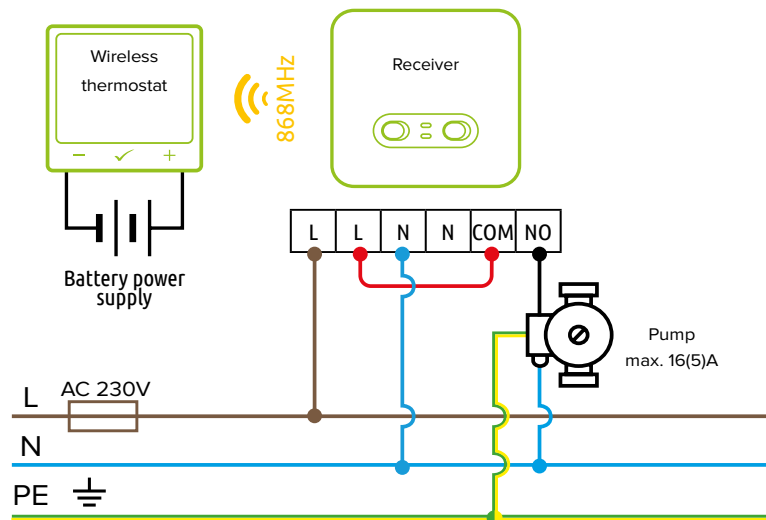 Wireless
thermostat
− ✓ +
868MHz
Receiver
L L N N COM NO
Battery power
supply
Pump
max. 16(5)A
L
AC 230V
N
PE